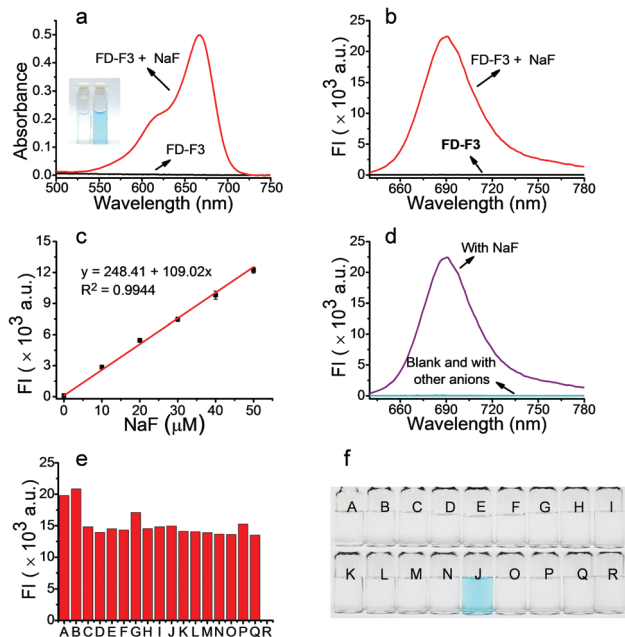 a
FD-F3 + NaF
FD-F3
Absorbance
0.5
0.4
0.3
0.2
0.1
0.0
500 550 600 650 700 750
Wavelength (nm)
b
FD-F3 + NaF
FD-F3
FI ( × 10³ a.u.)
25
20
15
10
5
0
660 690 720 750 780
Wavelength (nm)
c
y = 248.41 + 109.02x
R² = 0.9944
FI ( × 10³ a.u.)
15
12
9
6
3
0
0 10 20 30 40 50
NaF (μM)
d
With NaF
Blank and with
other anions
FI ( × 10³ a.u.)
25
20
15
10
5
0
660 690 720 750 780
Wavelength (nm)
e
FI ( × 10³ a.u.)
25
20
15
10
5
0
A B C D E F G H I J K L M N O P Q R
f
A B C D E F G H I
K L M N J O P Q R